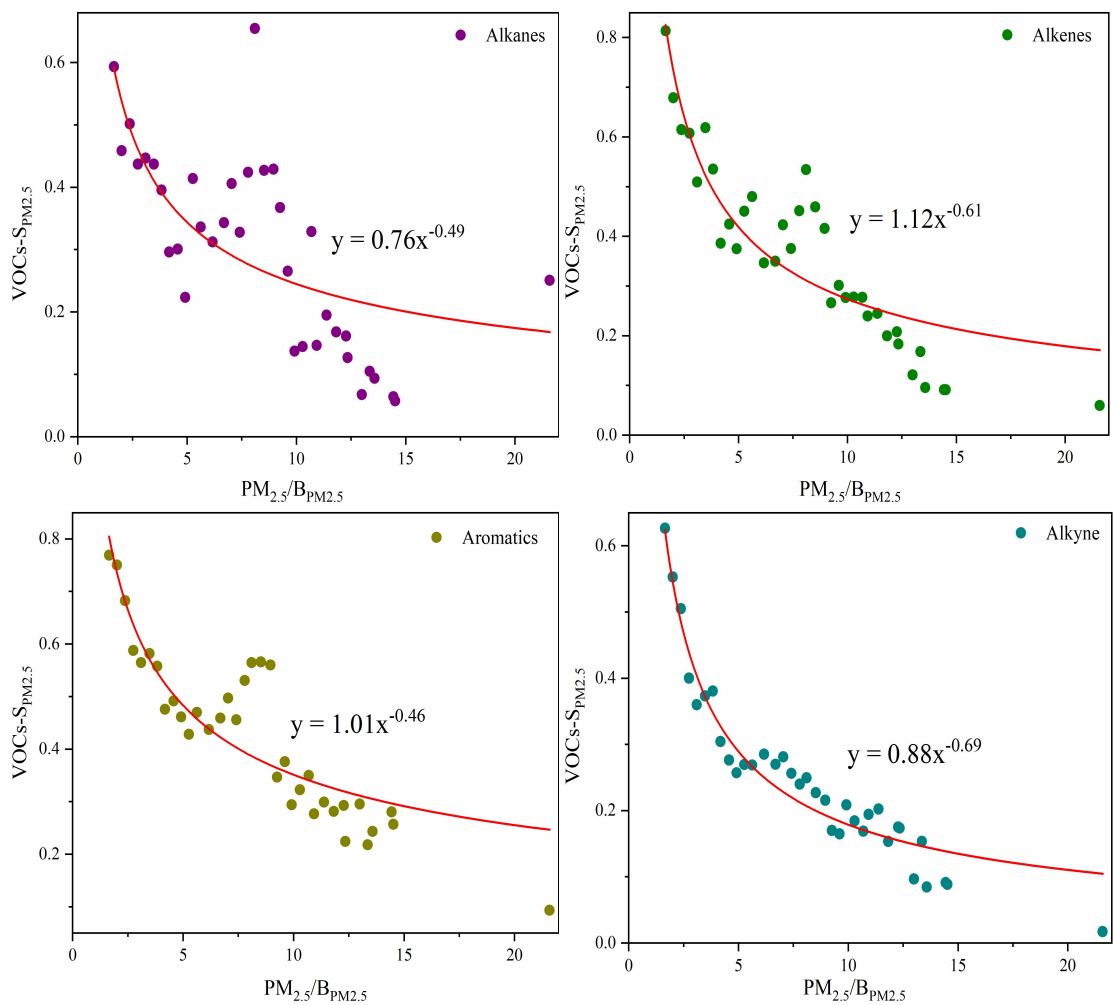 Alkanes
0.6
0.4
0.2
0.0
VOCs-S_PM2.5
y = 0.76x^-0.49
0 5 10 15 20
PM_2.5/B_PM2.5
Alkenes
0.8
0.6
0.4
0.2
0.0
VOCs-S_PM2.5
y = 1.12x^-0.61
0 5 10 15 20
PM_2.5/B_PM2.5
Aromatics
0.8
0.6
0.4
0.2
VOCs-S_PM2.5
y = 1.01x^-0.46
0 5 10 15 20
PM_2.5/B_PM2.5
Alkyne
0.6
0.4
0.2
0.0
VOCs-S_PM2.5
y = 0.88x^-0.69
0 5 10 15 20
PM_2.5/B_PM2.5